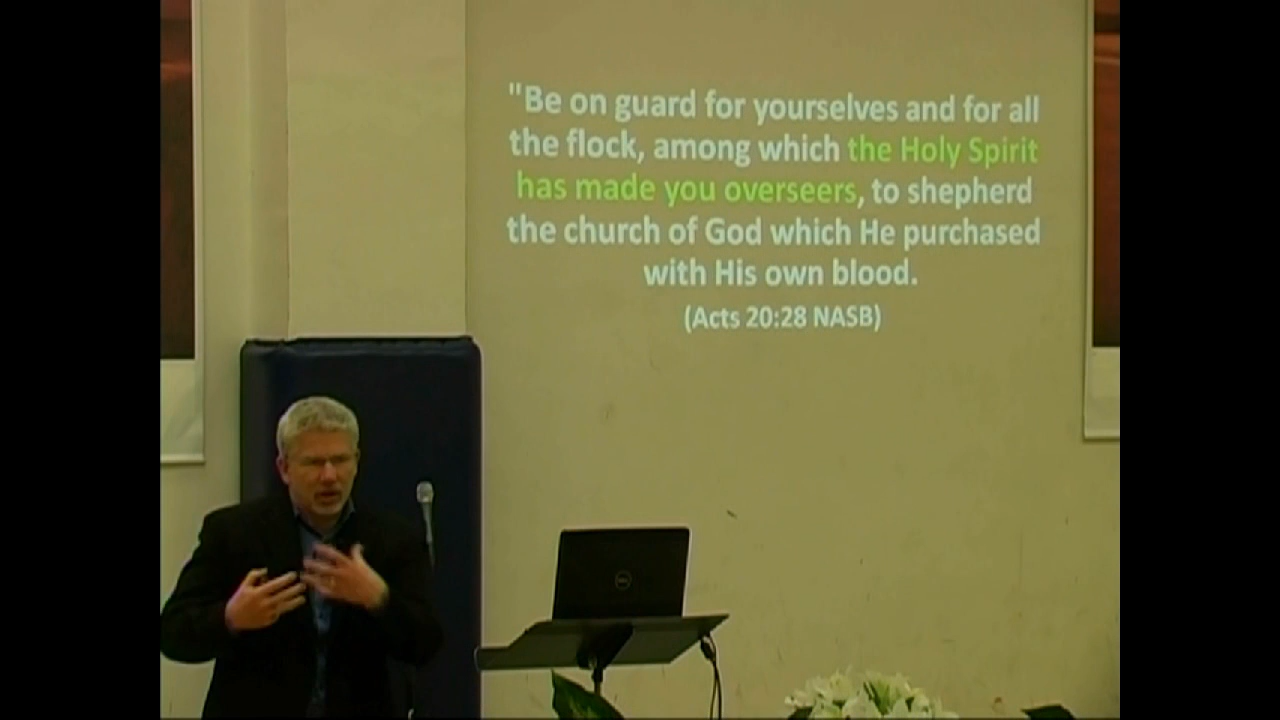 "Be on guard for yourselves and for all
the flock, among which the Holy Spirit
has made you overseers, to shepherd
the church of God which He purchased
with His own blood.
(Acts 20:28 NASB)
DELL